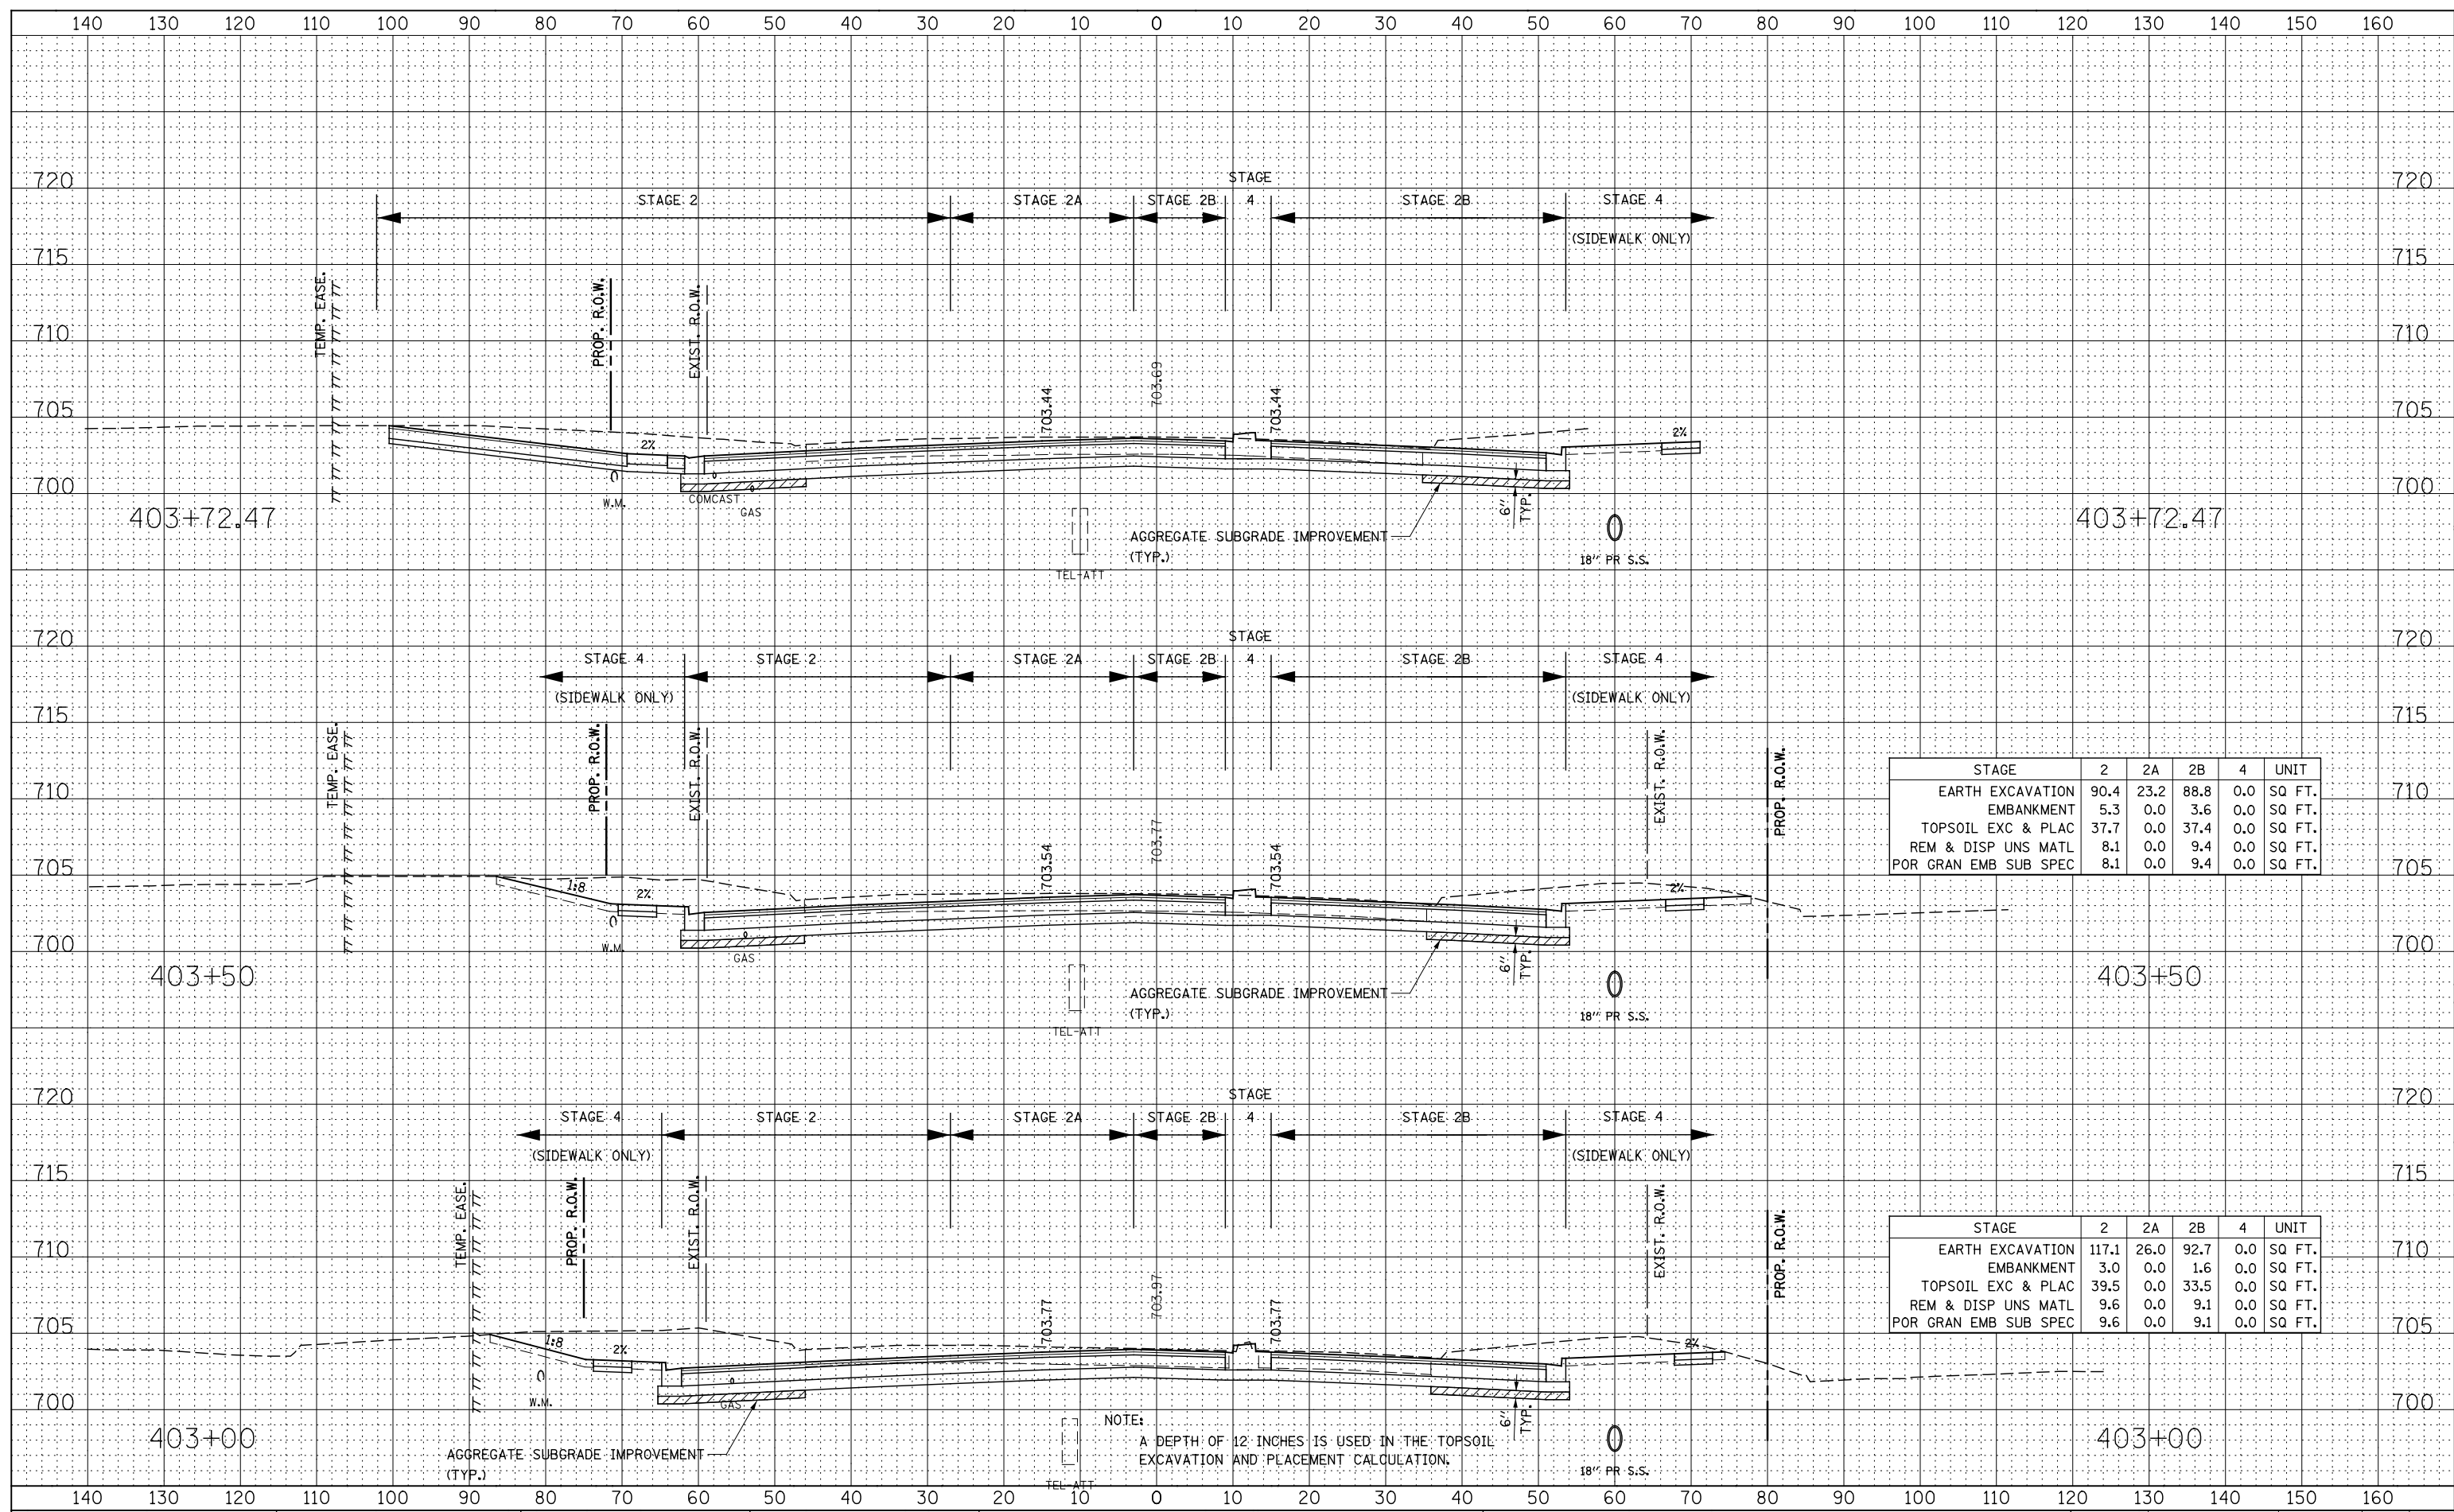 140 130 120 110 100 90 80 70 60 50 40 30 20 10 0 10 20 30 40 50 60 70 80 90 100 110 120 130 140 150 160
STAGE
720 STAGE 2 STAGE 2A STAGE 2B 4 STAGE 2B STAGE 4 720
(SIDEWALK ONLY)
715 715
TEMP. EASE.
PROP. R.O.W.
EXIST. R.O.W.
710 710
703.44
703.69
703.44
705 705
2%
2%
700 700
W.M.
COMCAST
GAS
6" TYP.
403+72.47 403+72.47
AGGREGATE SUBGRADE IMPROVEMENT
(TYP.)
TEL-ATT
18" PR S.S.
STAGE
720 720
STAGE 4 STAGE 2 STAGE 2A STAGE 2B 4 STAGE 2B STAGE 4
(SIDEWALK ONLY) (SIDEWALK ONLY)
715 715
TEMP. EASE.
PROP. R.O.W.
EXIST. R.O.W.
EXIST. R.O.W.
PROP. R.O.W.
710 710
STAGE 2 2A 2B 4 UNIT
EARTH EXCAVATION 90.4 23.2 88.8 0.0 SQ FT.
EMBANKMENT 5.3 0.0 3.6 0.0 SQ FT.
TOPSOIL EXC & PLAC 37.7 0.0 37.4 0.0 SQ FT.
REM & DISP UNS MATL 8.1 0.0 9.4 0.0 SQ FT.
POR GRAN EMB SUB SPEC 8.1 0.0 9.4 0.0 SQ FT.
703.54
703.77
703.54
705 705
1:8
2%
2%
700 700
W.M.
GAS
6" TYP.
403+50 403+50
AGGREGATE SUBGRADE IMPROVEMENT
(TYP.)
TEL-ATT
18" PR S.S.
STAGE
720 720
STAGE 4 STAGE 2 STAGE 2A STAGE 2B 4 STAGE 2B STAGE 4
(SIDEWALK ONLY) (SIDEWALK ONLY)
715 715
TEMP. EASE.
PROP. R.O.W.
EXIST. R.O.W.
EXIST. R.O.W.
PROP. R.O.W.
710 710
STAGE 2 2A 2B 4 UNIT
EARTH EXCAVATION 117.1 26.0 92.7 0.0 SQ FT.
EMBANKMENT 3.0 0.0 1.6 0.0 SQ FT.
TOPSOIL EXC & PLAC 39.5 0.0 33.5 0.0 SQ FT.
REM & DISP UNS MATL 9.6 0.0 9.1 0.0 SQ FT.
POR GRAN EMB SUB SPEC 9.6 0.0 9.1 0.0 SQ FT.
703.77
703.97
703.77
705 705
1:8
2%
2%
700 700
W.M.
GAS
6" TYP.
403+00 403+00
AGGREGATE SUBGRADE IMPROVEMENT
(TYP.)
TEL-ATT
NOTE:
A DEPTH OF 12 INCHES IS USED IN THE TOPSOIL
EXCAVATION AND PLACEMENT CALCULATION.
18" PR S.S.
140 130 120 110 100 90 80 70 60 50 40 30 20 10 0 10 20 30 40 50 60 70 80 90 100 110 120 130 140 150 160